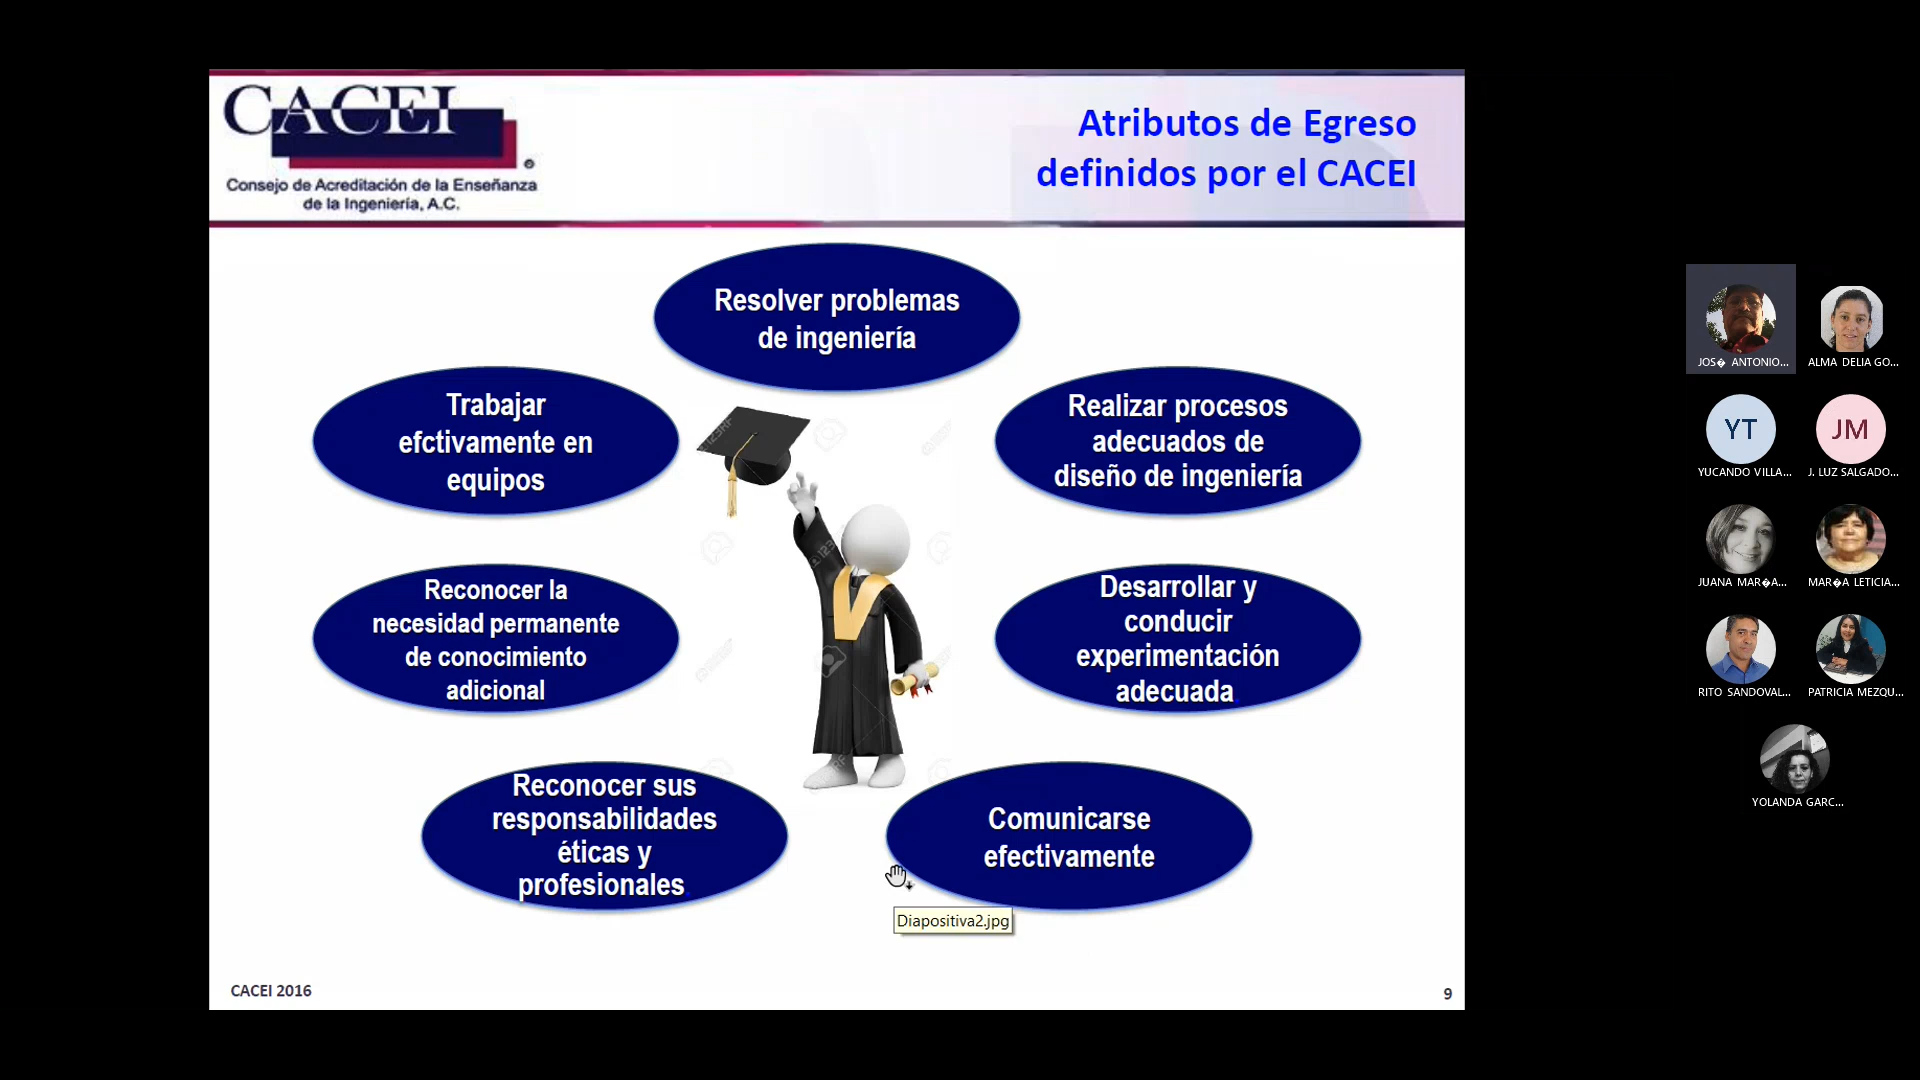 CACEI
Consejo de Acreditación de la Enseñanza
de la Ingeniería, A.C.
Atributos de Egreso
definidos por el CACEI
Resolver problemas
de ingeniería
Trabajar
efctivamente en
equipos
Realizar procesos
adecuados de
diseño de ingeniería
Reconocer la
necesidad permanente
de conocimiento
adicional
Desarrollar y
conducir
experimentación
adecuada.
Reconocer sus
responsabilidades
éticas y
profesionales.
Comunicarse
efectivamente
Diapositiva2.jpg
CACEI 2016
9
JOS� ANTONIO...
ALMA DELIA GO...
YT
YUCANDO VILLA...
JM
J. LUZ SALGADO...
JUANA MAR�A...
MAR�A LETICIA...
RITO SANDOVAL...
PATRICIA MEZQU...
YOLANDA GARC...